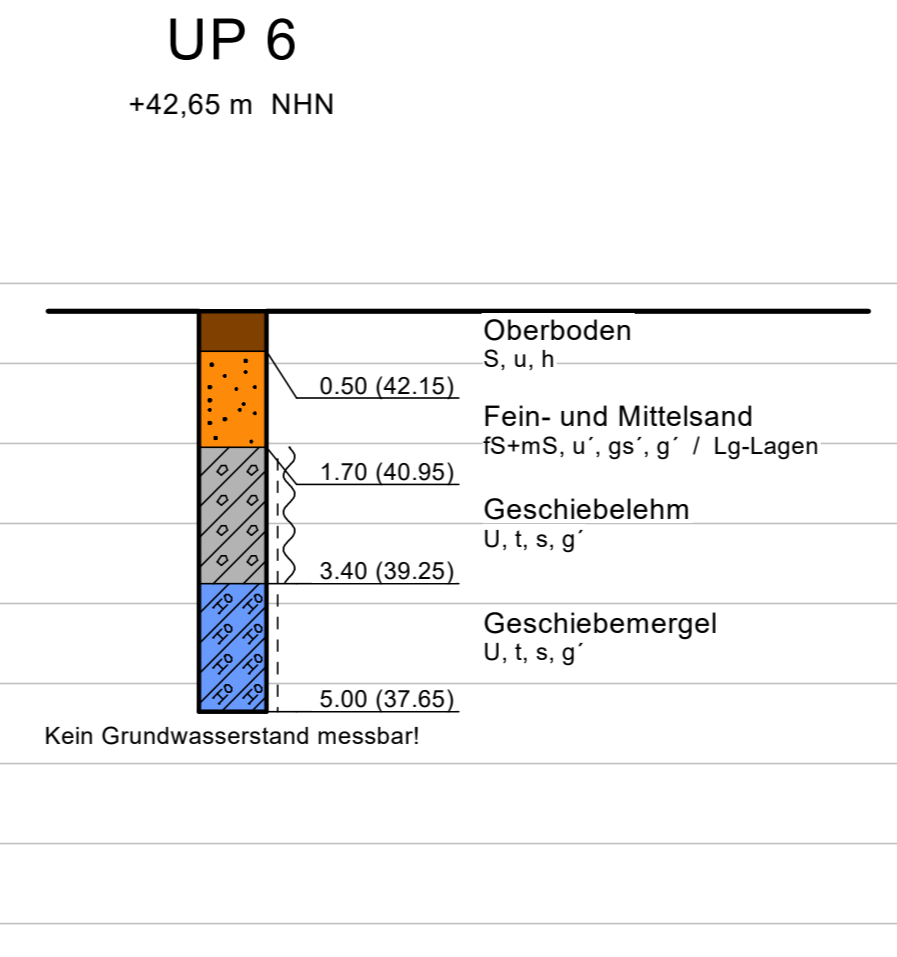 UP 6
+42,65 m NHN
Oberboden
S, u, h
0.50 (42.15)
Fein- und Mittelsand
fS+mS, u´, gs´, g´ / Lg-Lagen
1.70 (40.95)
Geschiebelehm
U, t, s, g´
3.40 (39.25)
Geschiebemergel
U, t, s, g´
5.00 (37.65)
Kein Grundwasserstand messbar!